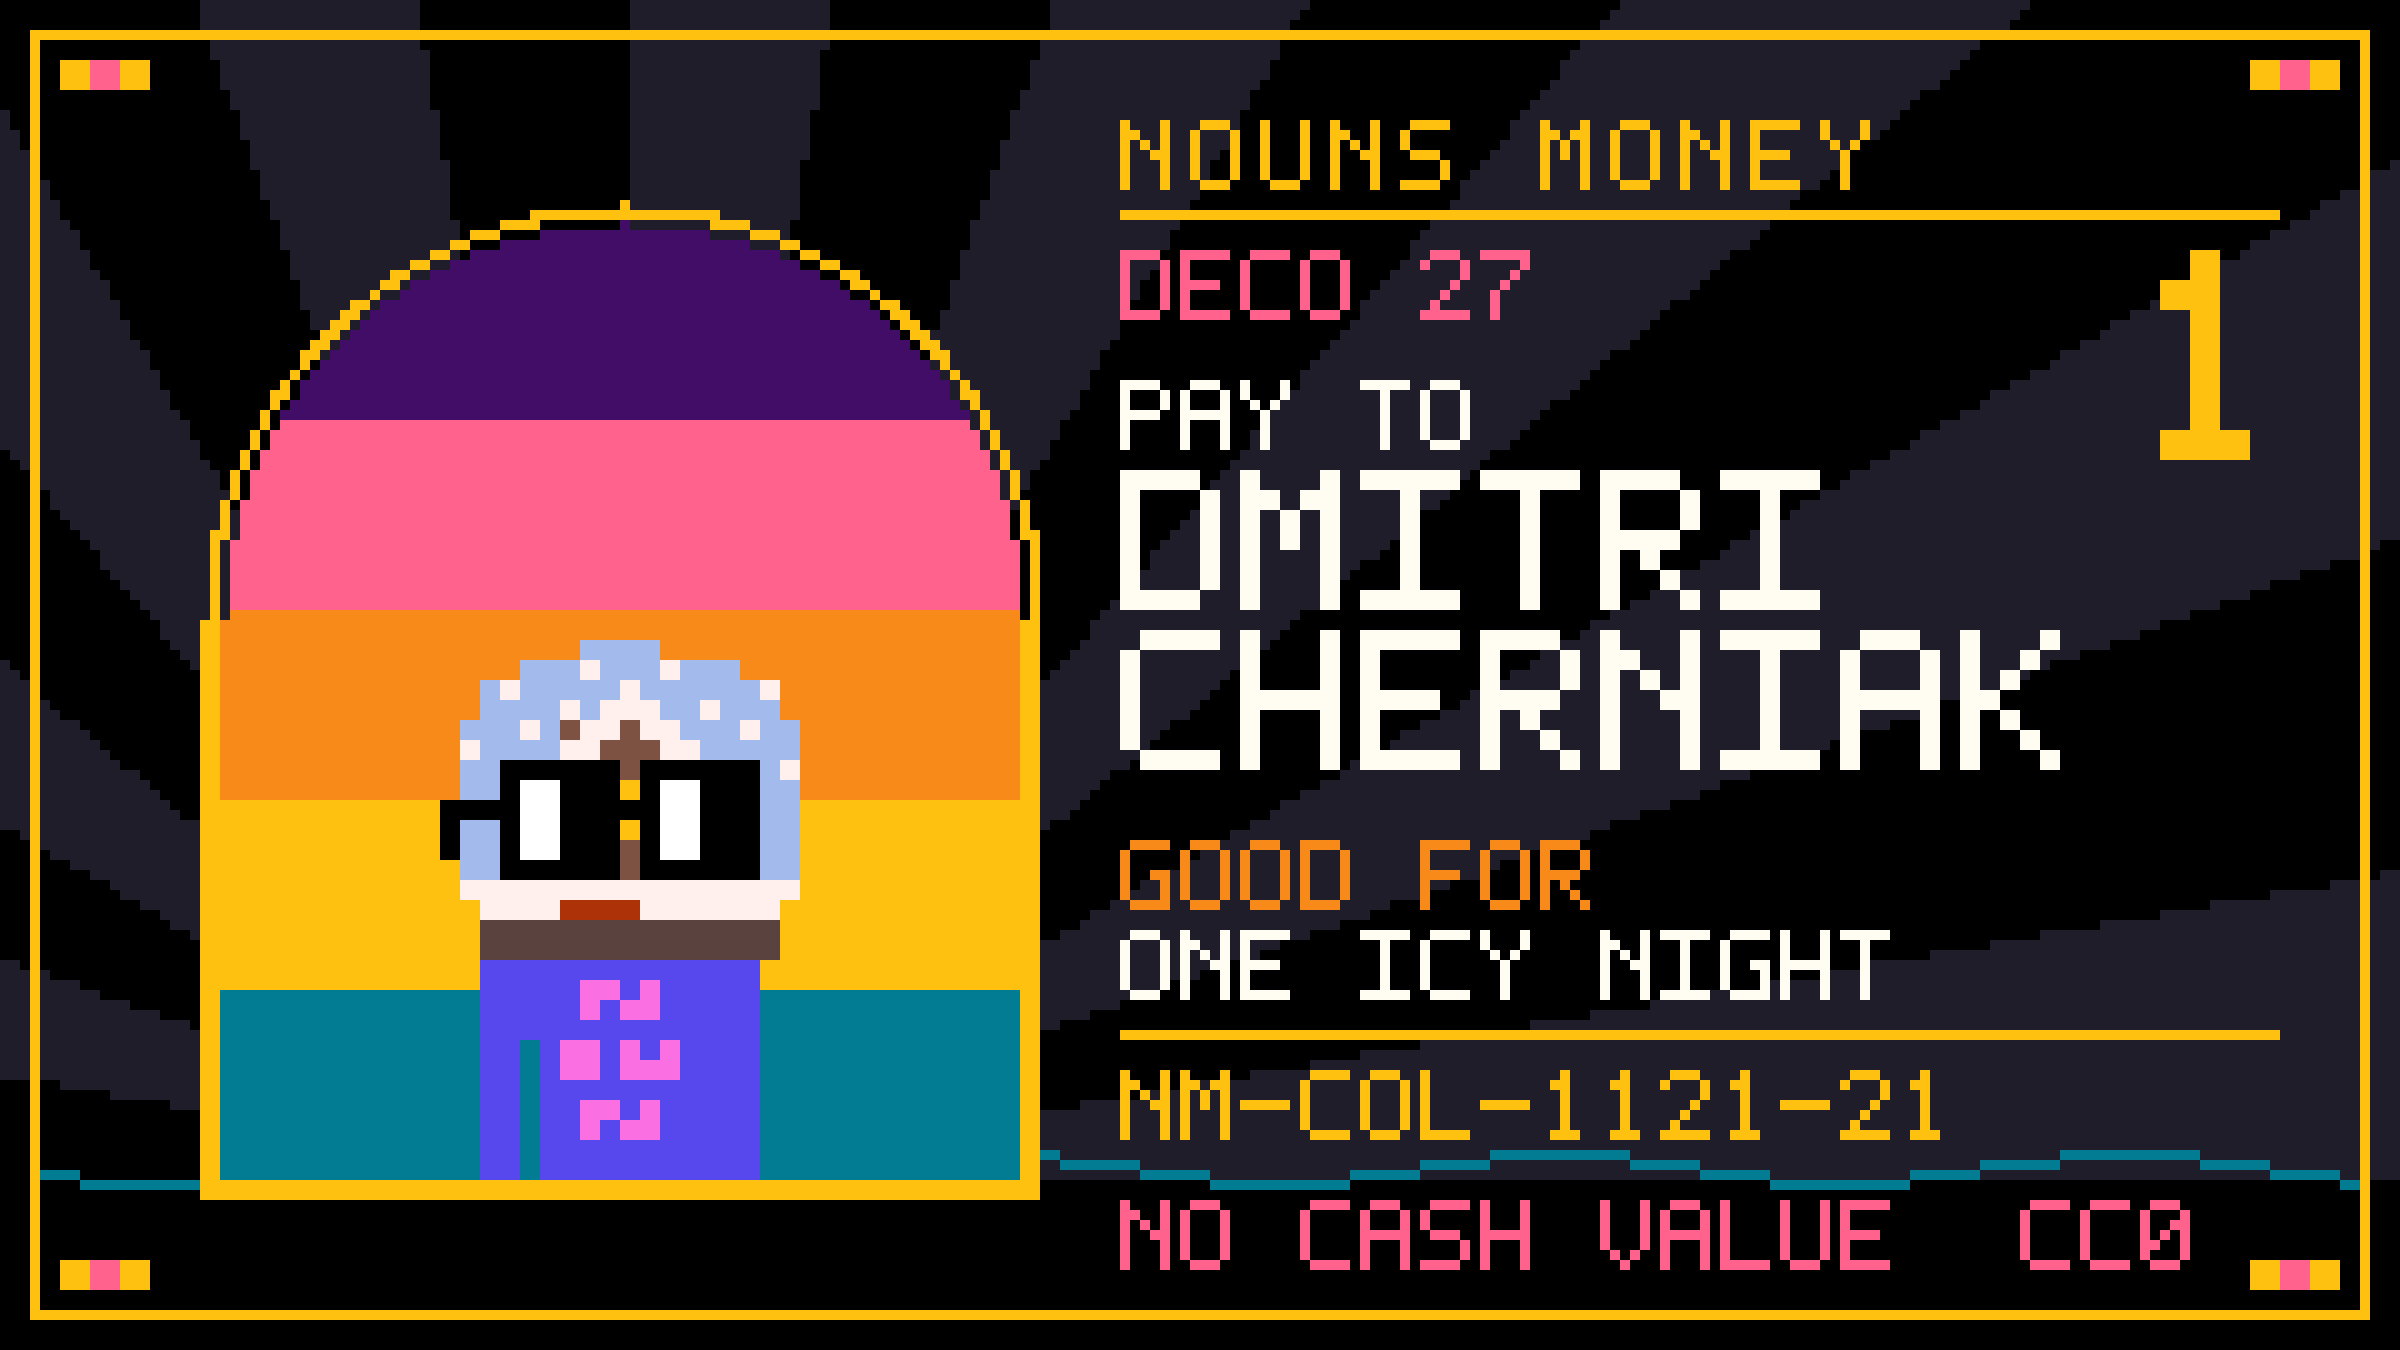 NOUNS MONEY
DECO 27
1
PAY TO
DMITRI
CHERNIAK
GOOD FOR
ONE ICY NIGHT
NM-COL-1121-21
NO CASH VALUE CC0